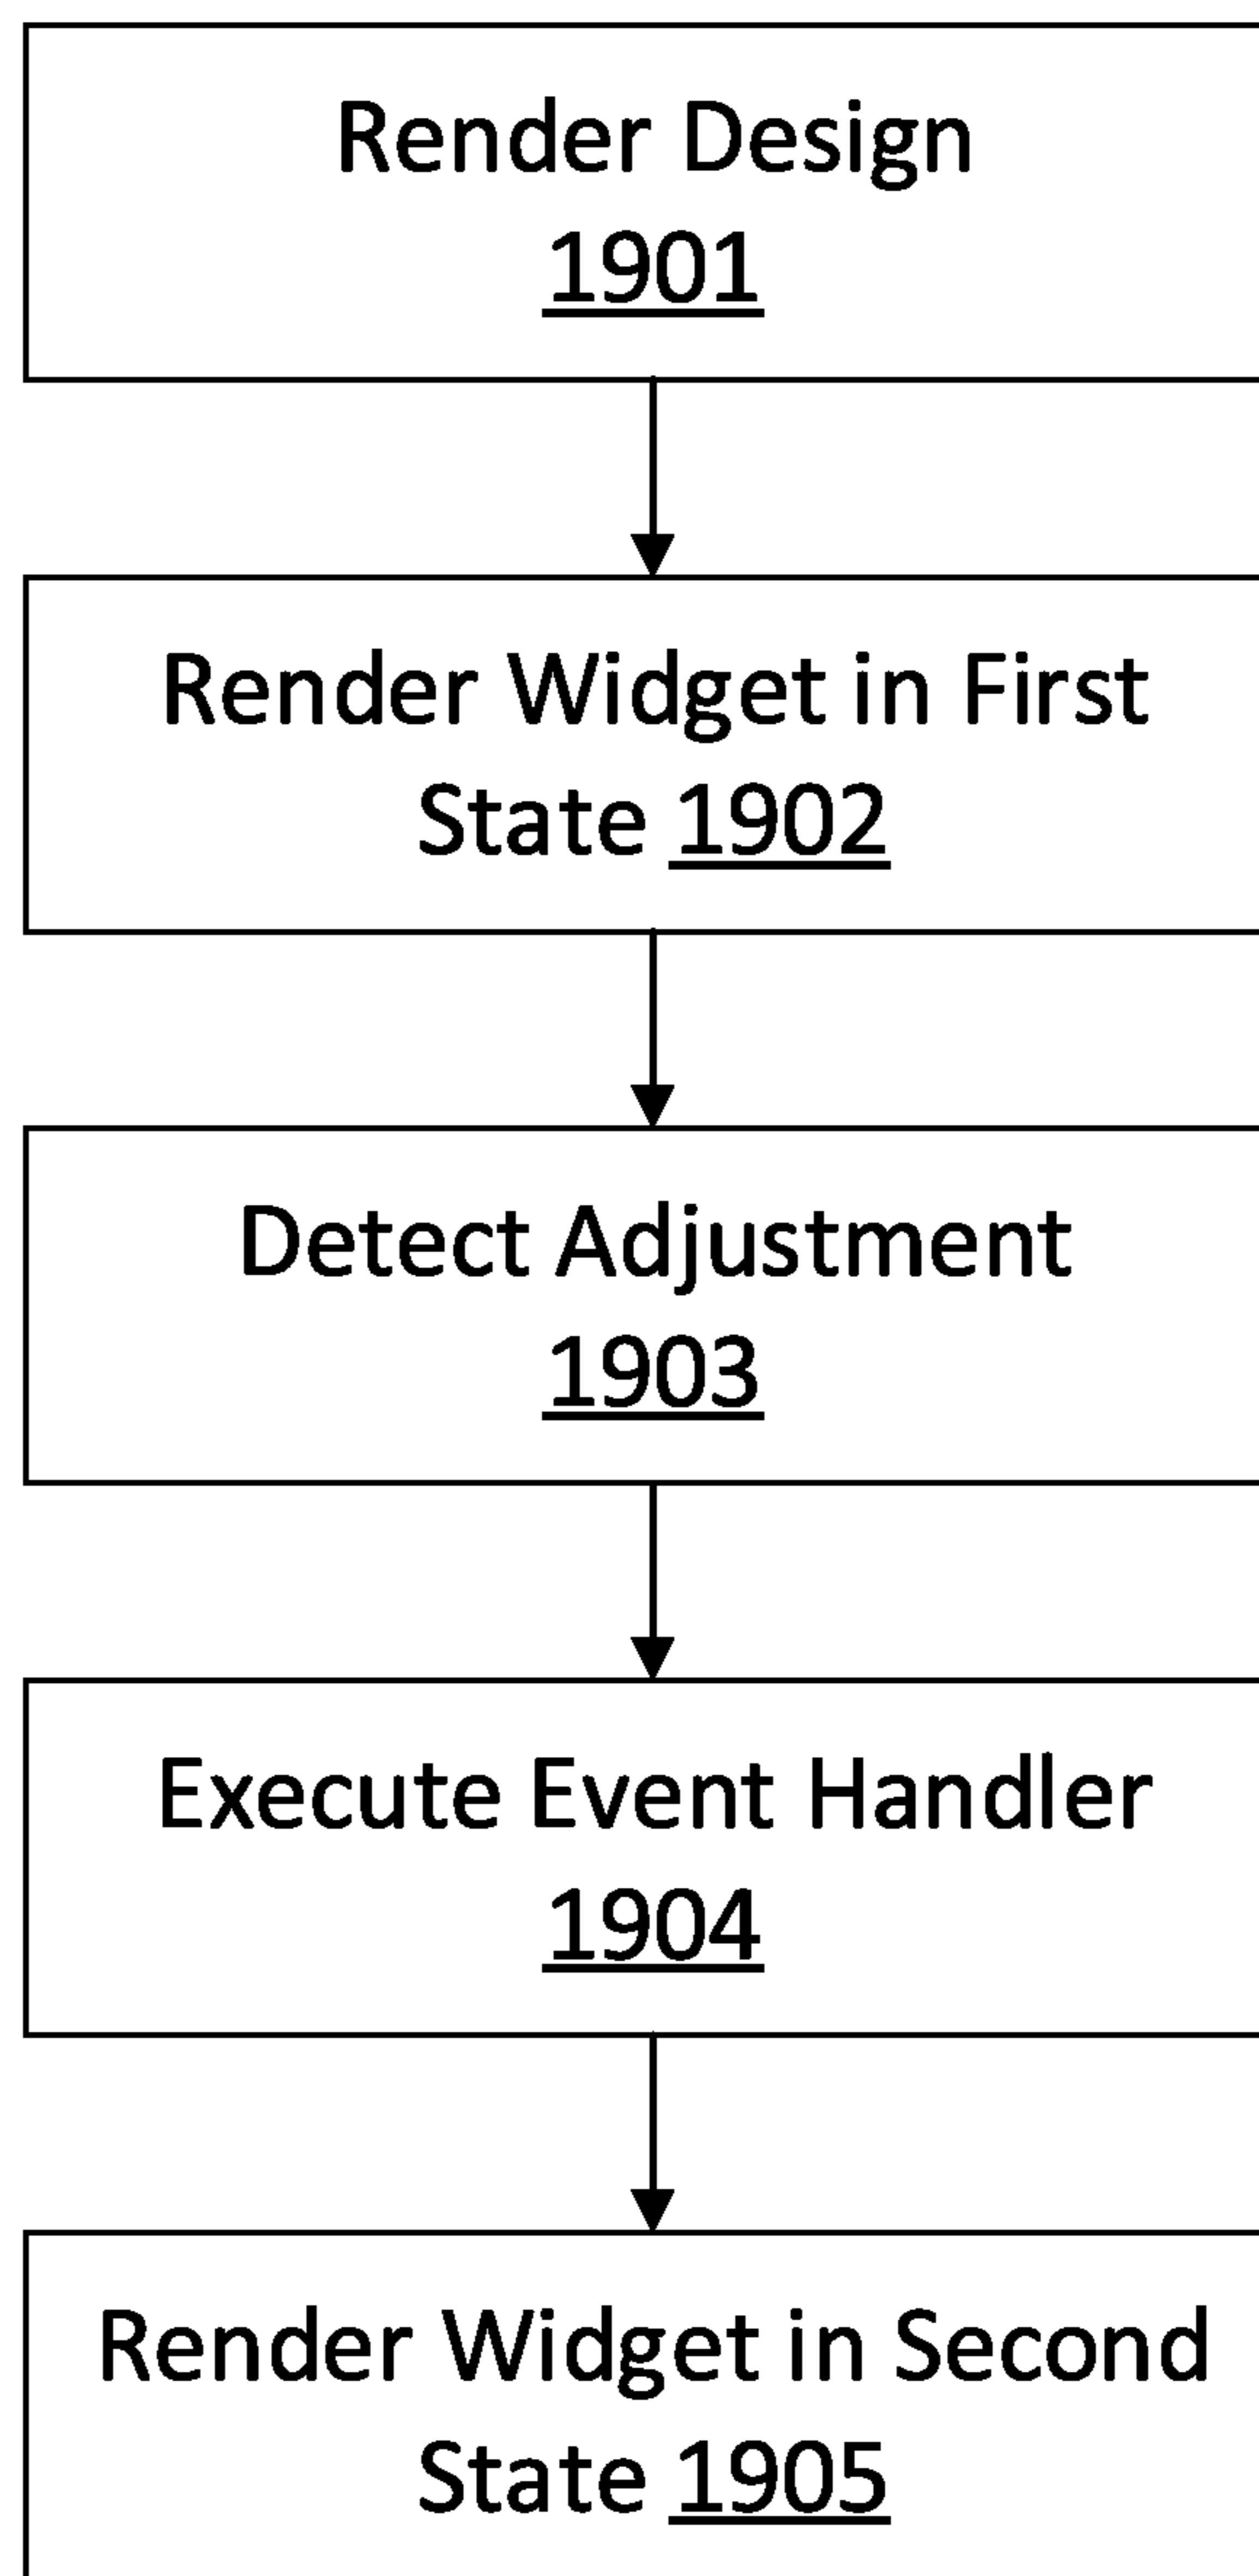 Render Design
1901
Render Widget in First
State 1902
Detect Adjustment
1903
Execute Event Handler
1904
Render Widget in Second
State 1905